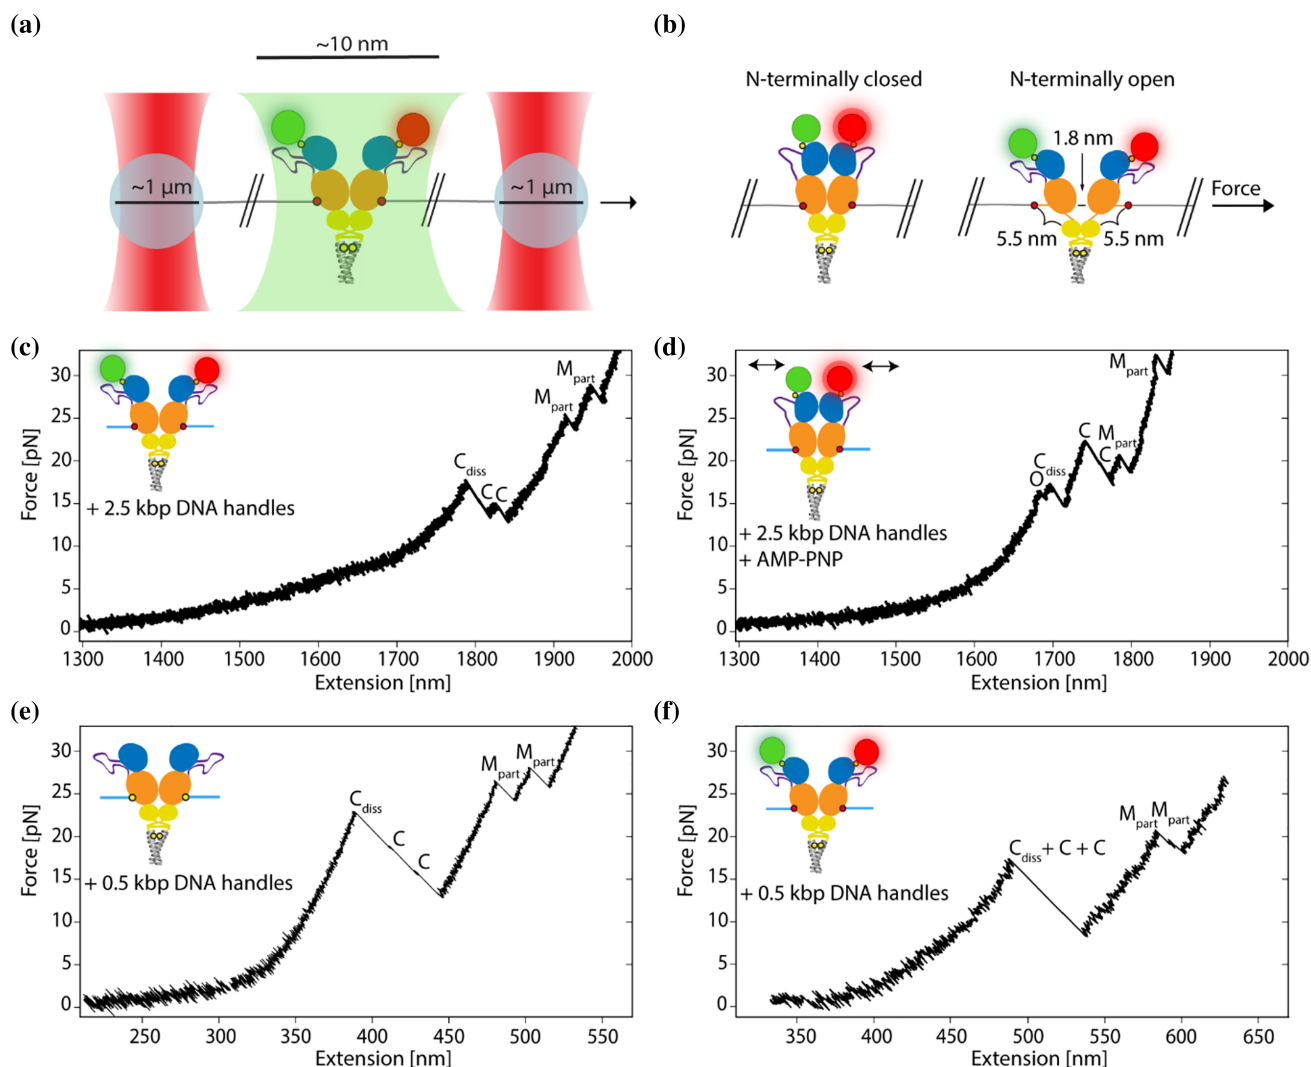 (a)
~10 nm
~1 μm
~1 μm
(b)
N-terminally closed
N-terminally open
1.8 nm
Force
5.5 nm
5.5 nm
(c)
30
25
20
15
10
5
0
Force [pN]
M part
M part
C diss
C C
+ 2.5 kbp DNA handles
1300 1400 1500 1600 1700 1800 1900 2000
Extension [nm]
(d)
30
25
20
15
10
5
0
Force [pN]
M part
C
M part
C
C diss
O
+ 2.5 kbp DNA handles
+ AMP-PNP
1300 1400 1500 1600 1700 1800 1900 2000
Extension [nm]
(e)
30
25
20
15
10
5
0
Force [pN]
M part
M part
C diss
C
C
+ 0.5 kbp DNA handles
250 300 350 400 450 500 550
Extension [nm]
(f)
30
25
20
15
10
5
0
Force [pN]
M part M part
C diss + C + C
+ 0.5 kbp DNA handles
350 400 450 500 550 600 650
Extension [nm]